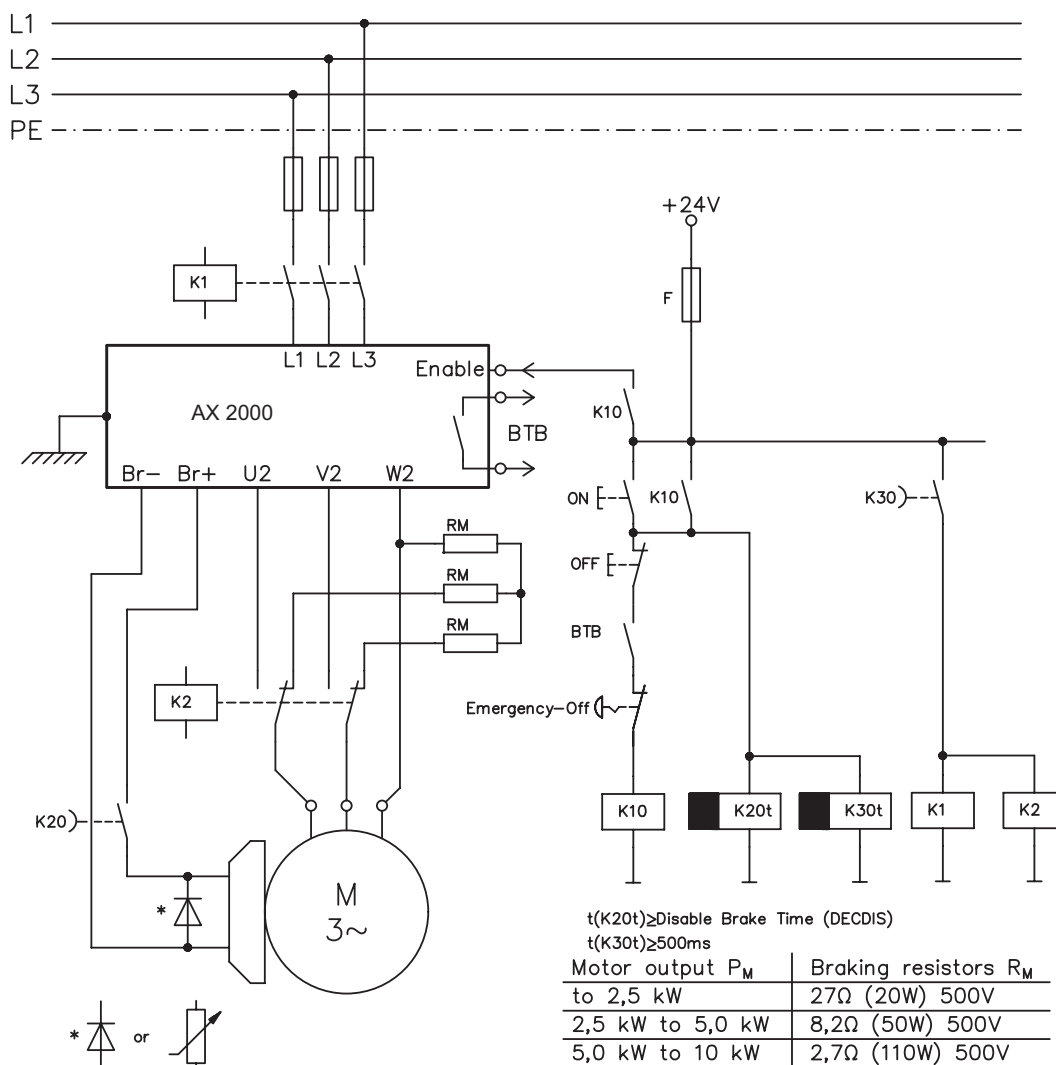 L1
L2
L3
PE
+24V
F
K1
L1 L2 L3
Enable
AX 2000
BTB
K10
Br- Br+ U2 V2 W2
ON
K10
K30
RM
OFF
RM
BTB
RM
K2
Emergency-Off
K20
K10
K20t
K30t
K1
K2
M
3~
*
t(K20t)≥Disable Brake Time (DECDIS)
t(K30t)≥500ms
Motor output PM Braking resistors RM
to 2,5 kW 27Ω (20W) 500V
2,5 kW to 5,0 kW 8,2Ω (50W) 500V
5,0 kW to 10 kW 2,7Ω (110W) 500V
* or